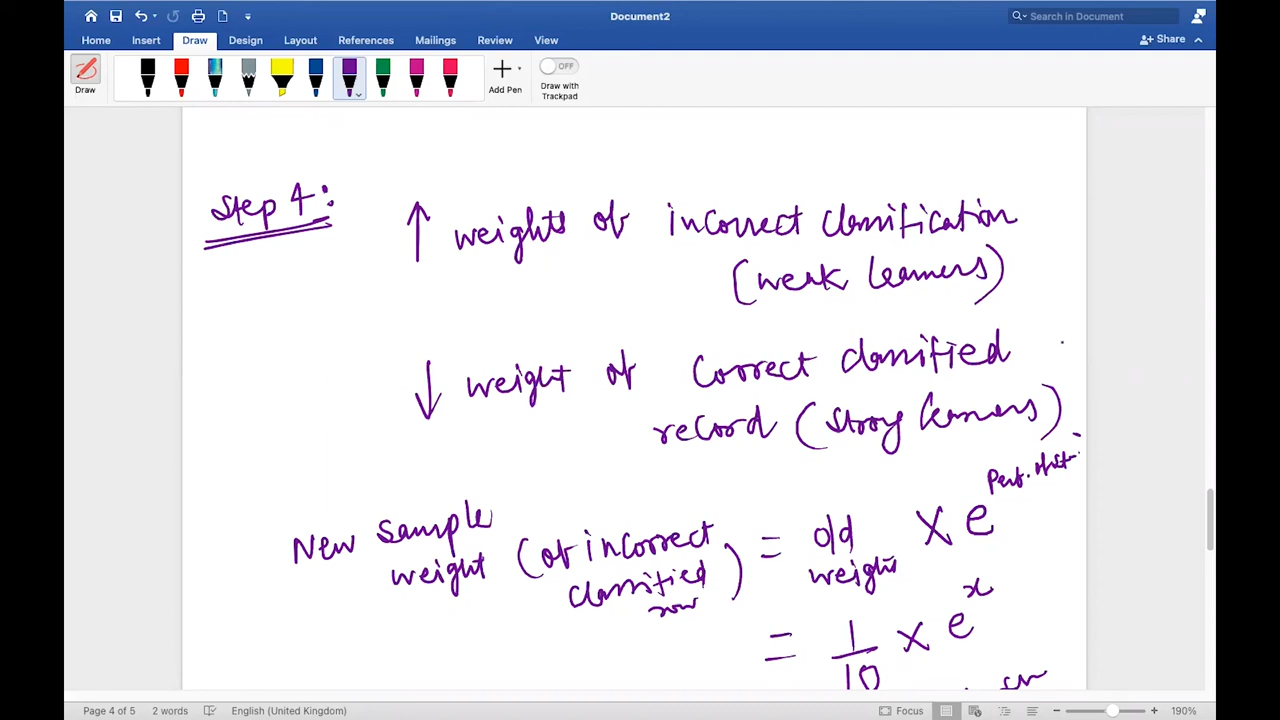 Document2
Search in Document
Home Insert Draw Design Layout References Mailings Review View
Share
Draw
Add Pen
OFF
Draw with
Trackpad
Step 4:
↑ weights of incorrect classification
(weak learners)
↓ weight of correct classified
record (strong learners)
New sample weight (of incorrect classified row) = old weight × e
= 1/10 × e^x
Page 4 of 5 2 words English (United Kingdom) Focus 190%